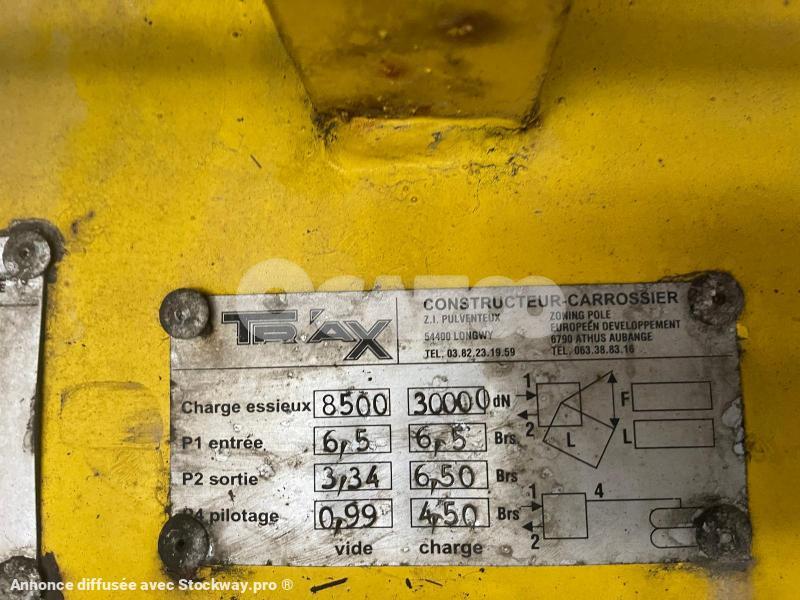 E
TRAX
CONSTRUCTEUR-CARROSSIER
Z.I. PULVENTEUX
54400 LONGWY
TEL. 03.82.23.19.59
ZONING POLE
EUROPEEN DEVELOPPEMENT
6790 ATHUS AUBANGE
TEL. 063.38.83.16
Charge essieux 8500 30000 dN
P1 entrée 6,5 6,5 Brs
P2 sortie 3,34 6,50 Brs
P4 pilotage 0,99 4,50 Brs
vide charge
1
2
L
F
L
1
2
4
Annonce diffusée avec Stockway.pro ®